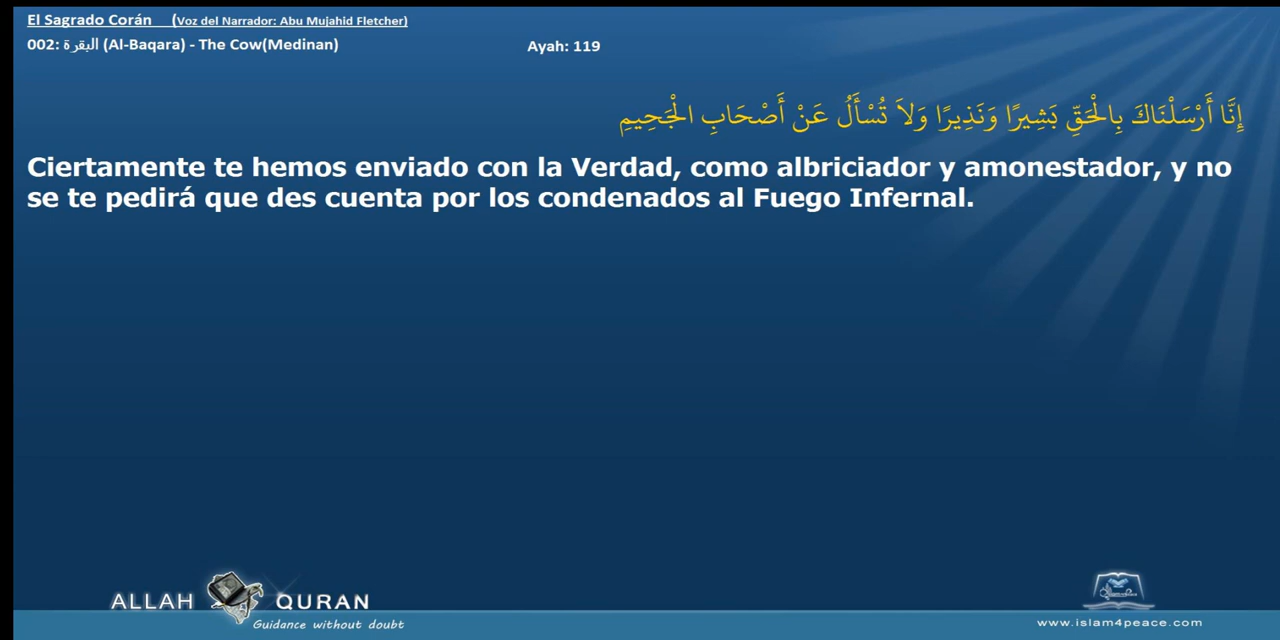 El Sagrado Corán (Voz del Narrador: Abu Mujahid Fletcher)
002: البقرة (Al-Baqara) - The Cow(Medinan) Ayah: 119
إِنَّا أَرْسَلْنَاكَ بِالْحَقِّ بَشِيرًا وَنَذِيرًا وَلاَ تُسْأَلُ عَنْ أَصْحَابِ الْجَحِيمِ
Ciertamente te hemos enviado con la Verdad, como albriciador y amonestador, y no
se te pedirá que des cuenta por los condenados al Fuego Infernal.
ALLAH QURAN
Guidance without doubt
www.islam4peace.com